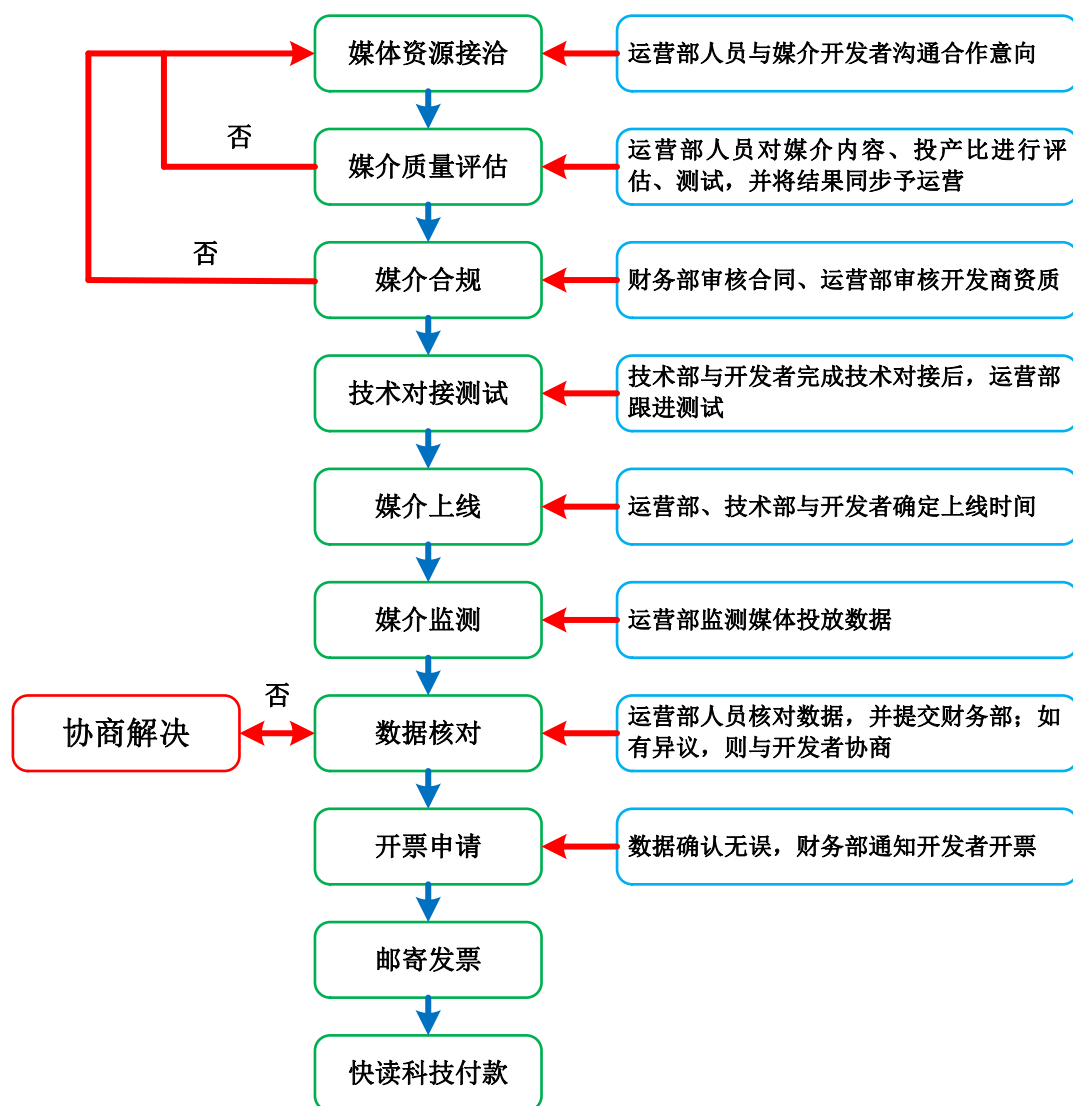 媒体资源接洽
运营部人员与媒介开发者沟通合作意向
否
媒介质量评估
运营部人员对媒介内容、投产比进行评
估、测试，并将结果同步予运营
否
媒介合规
财务部审核合同、运营部审核开发商资质
技术对接测试
技术部与开发者完成技术对接后，运营部
跟进测试
媒介上线
运营部、技术部与开发者确定上线时间
媒介监测
运营部监测媒体投放数据
协商解决
否
数据核对
运营部人员核对数据，并提交财务部；如
有异议，则与开发者协商
开票申请
数据确认无误，财务部通知开发者开票
邮寄发票
快读科技付款